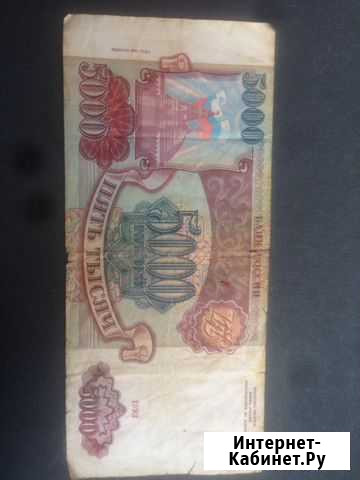 5000
5000
БАНК РОССИИ
5000
ПЯТЬ ТЫСЯЧ
1993
5000
Интернет-
Кабинет.Ру